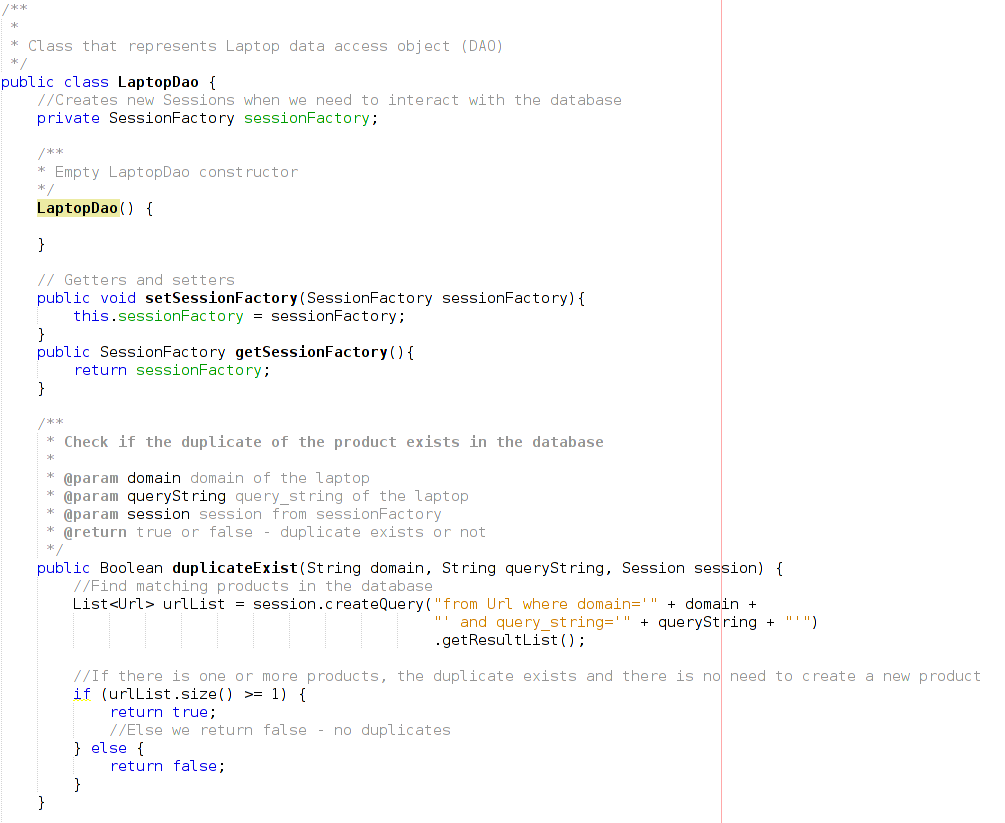 /**
 *
 * Class that represents Laptop data access object (DAO)
 */
public class LaptopDao {
    //Creates new Sessions when we need to interact with the database
    private SessionFactory sessionFactory;

    /**
    * Empty LaptopDao constructor
    */
    LaptopDao() {

    }

    // Getters and setters
    public void setSessionFactory(SessionFactory sessionFactory){
        this.sessionFactory = sessionFactory;
    }
    public SessionFactory getSessionFactory(){
        return sessionFactory;
    }

    /**
     * Check if the duplicate of the product exists in the database
     *
     * @param domain domain of the laptop
     * @param queryString query_string of the laptop
     * @param session session from sessionFactory
     * @return true or false - duplicate exists or not
     */
    public Boolean duplicateExist(String domain, String queryString, Session session) {
        //Find matching products in the database
        List<Url> urlList = session.createQuery("from Url where domain='" + domain +
                                                "' and query_string='" + queryString + "'")
                                                .getResultList();

        //If there is one or more products, the duplicate exists and there is no need to create a new product
        if (urlList.size() >= 1) {
            return true;
            //Else we return false - no duplicates
        } else {
            return false;
        }
    }